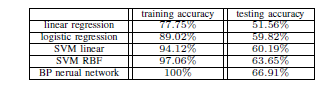 training accuracy testing accuracy
linear regression 77.75% 51.56%
logistic regression 89.02% 59.82%
SVM linear 94.12% 60.19%
SVM RBF 97.06% 63.65%
BP nerual network 100% 66.91%